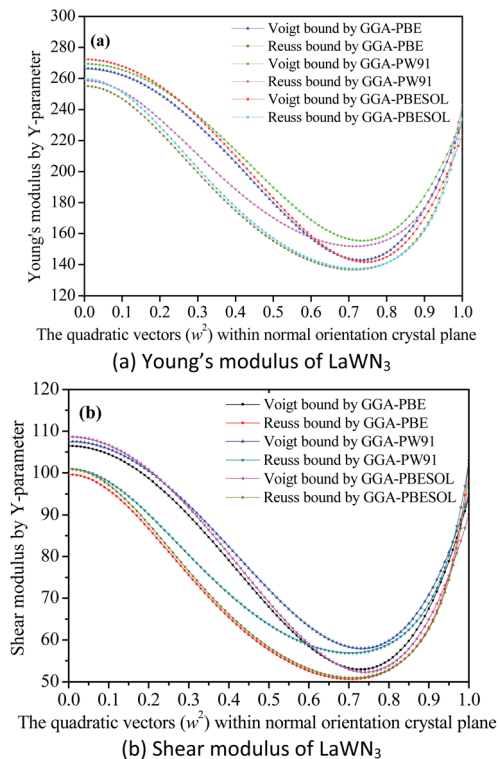 (a)
Voigt bound by GGA-PBE
Reuss bound by GGA-PBE
Voigt bound by GGA-PW91
Reuss bound by GGA-PW91
Voigt bound by GGA-PBESOL
Reuss bound by GGA-PBESOL
Young's modulus by Y-parameter
300
280
260
240
220
200
180
160
140
120
0.0 0.1 0.2 0.3 0.4 0.5 0.6 0.7 0.8 0.9 1.0
The quadratic vectors (w²) within normal orientation crystal plane
(a) Young's modulus of LaWN₃
(b)
Voigt bound by GGA-PBE
Reuss bound by GGA-PBE
Voigt bound by GGA-PW91
Reuss bound by GGA-PW91
Voigt bound by GGA-PBESOL
Reuss bound by GGA-PBESOL
Shear modulus by Y-parameter
120
110
100
90
80
70
60
50
0.0 0.1 0.2 0.3 0.4 0.5 0.6 0.7 0.8 0.9 1.0
The quadratic vectors (w²) within normal orientation crystal plane
(b) Shear modulus of LaWN₃